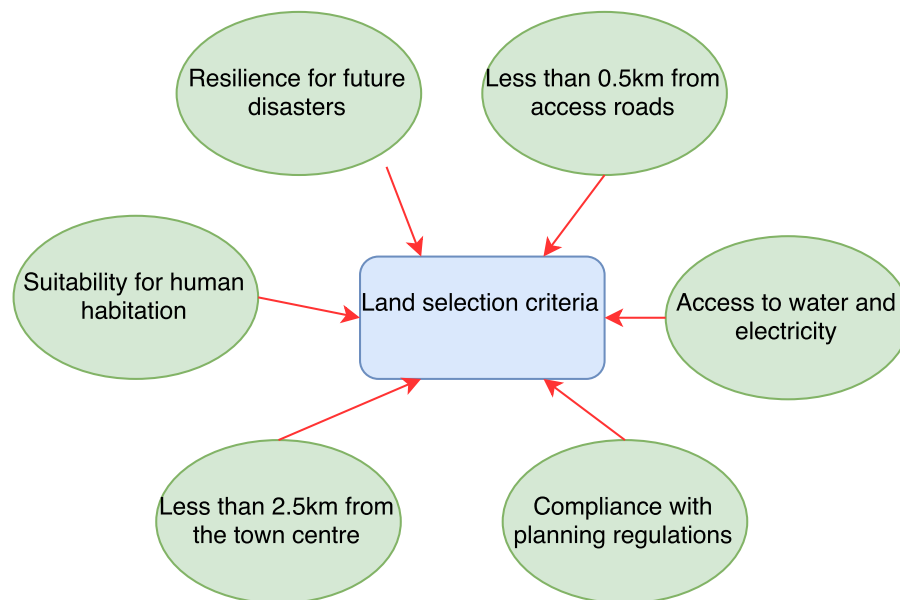 Resilience for future
disasters
Less than 0.5km from
access roads
Suitability for human
habitation
Land selection criteria
Access to water and
electricity
Less than 2.5km from
the town centre
Compliance with
planning regulations